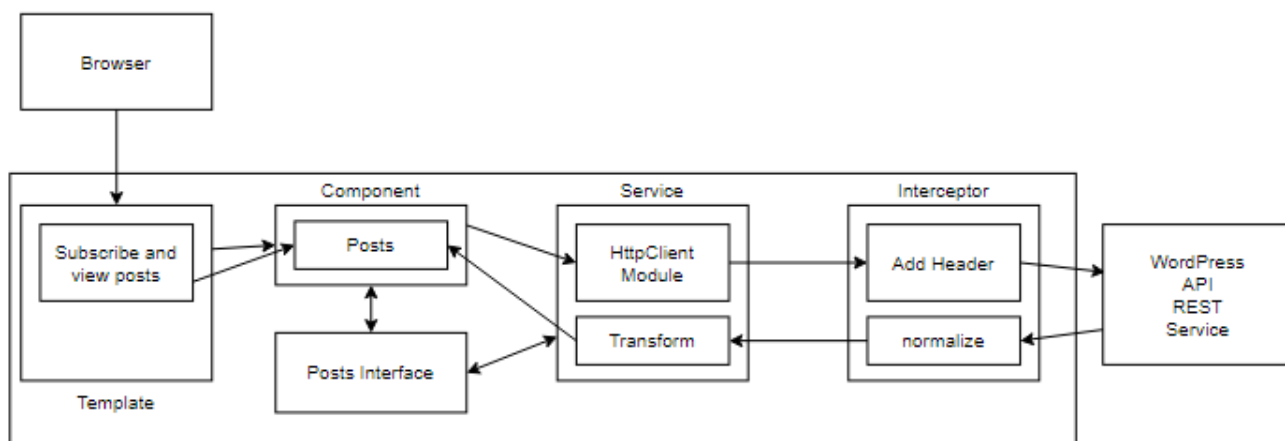 Browser
Component
Service
Interceptor
Subscribe and
view posts
Posts
HttpClient
Module
Add Header
WordPress
API
REST
Service
Transform
normalize
Posts Interface
Template